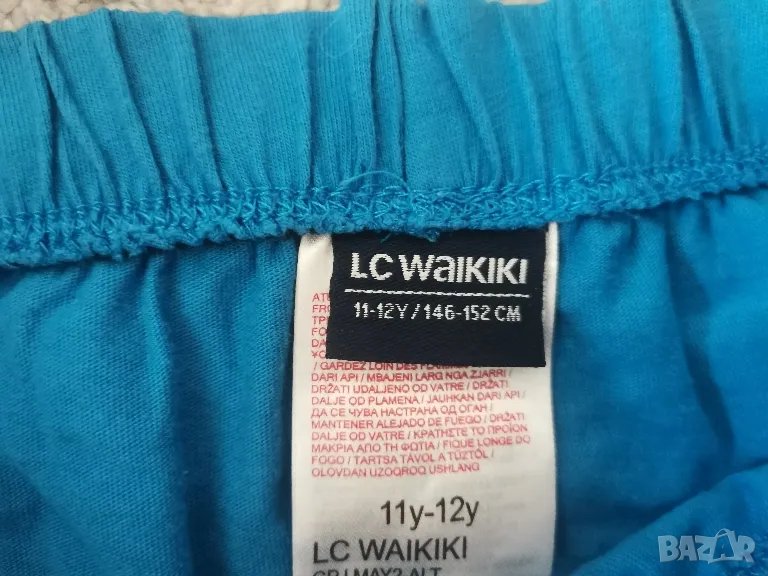 LC WAIKIKI
11-12Y / 146-152 CM
/ GARDEZ LOIN DES
DARI API / MBAJENI LARG NGA ZJARRI /
DRŽATI UDALJENO OD VATRE / DRŽATI
DALJE OD PLAMENA / JAUHKAN DARI API /
ДА СЕ ЧУВА НАСТРАНА ОД ОГАН /
MANTENER ALEJADO DE FUEGO / DRŽATI
DALJE OD VATRE / ΚΡΑΤΗΣΤΕ ΤΟ ΠΡΟΪΟΝ
ΜΑΚΡΙΑ ΑΠΟ ΤΗ ΦΩΤΙΑ / FIQUE LONGE DO
FOGO / TARTSA TÁVOL A TŰZTŐL /
OLOVDAN UZOQROQ USHLANG
11y-12y
LC WAIKIKI
BAZAR